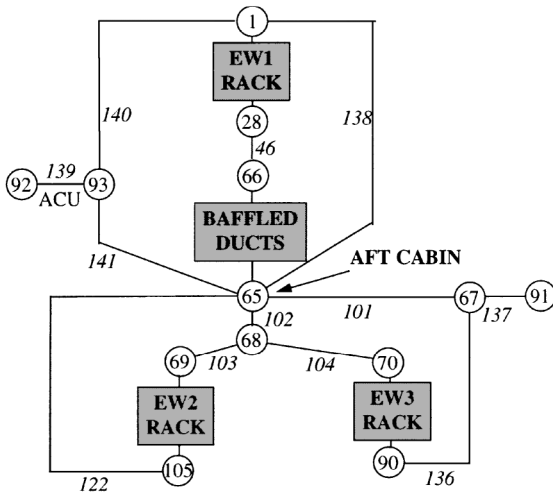 1
EW1
RACK
140
28
138
46
139
92
93
66
ACU
BAFFLED
DUCTS
141
AFT CABIN
65
67
91
101
137
102
68
69
103
104
70
EW2
RACK
EW3
RACK
105
90
122
136